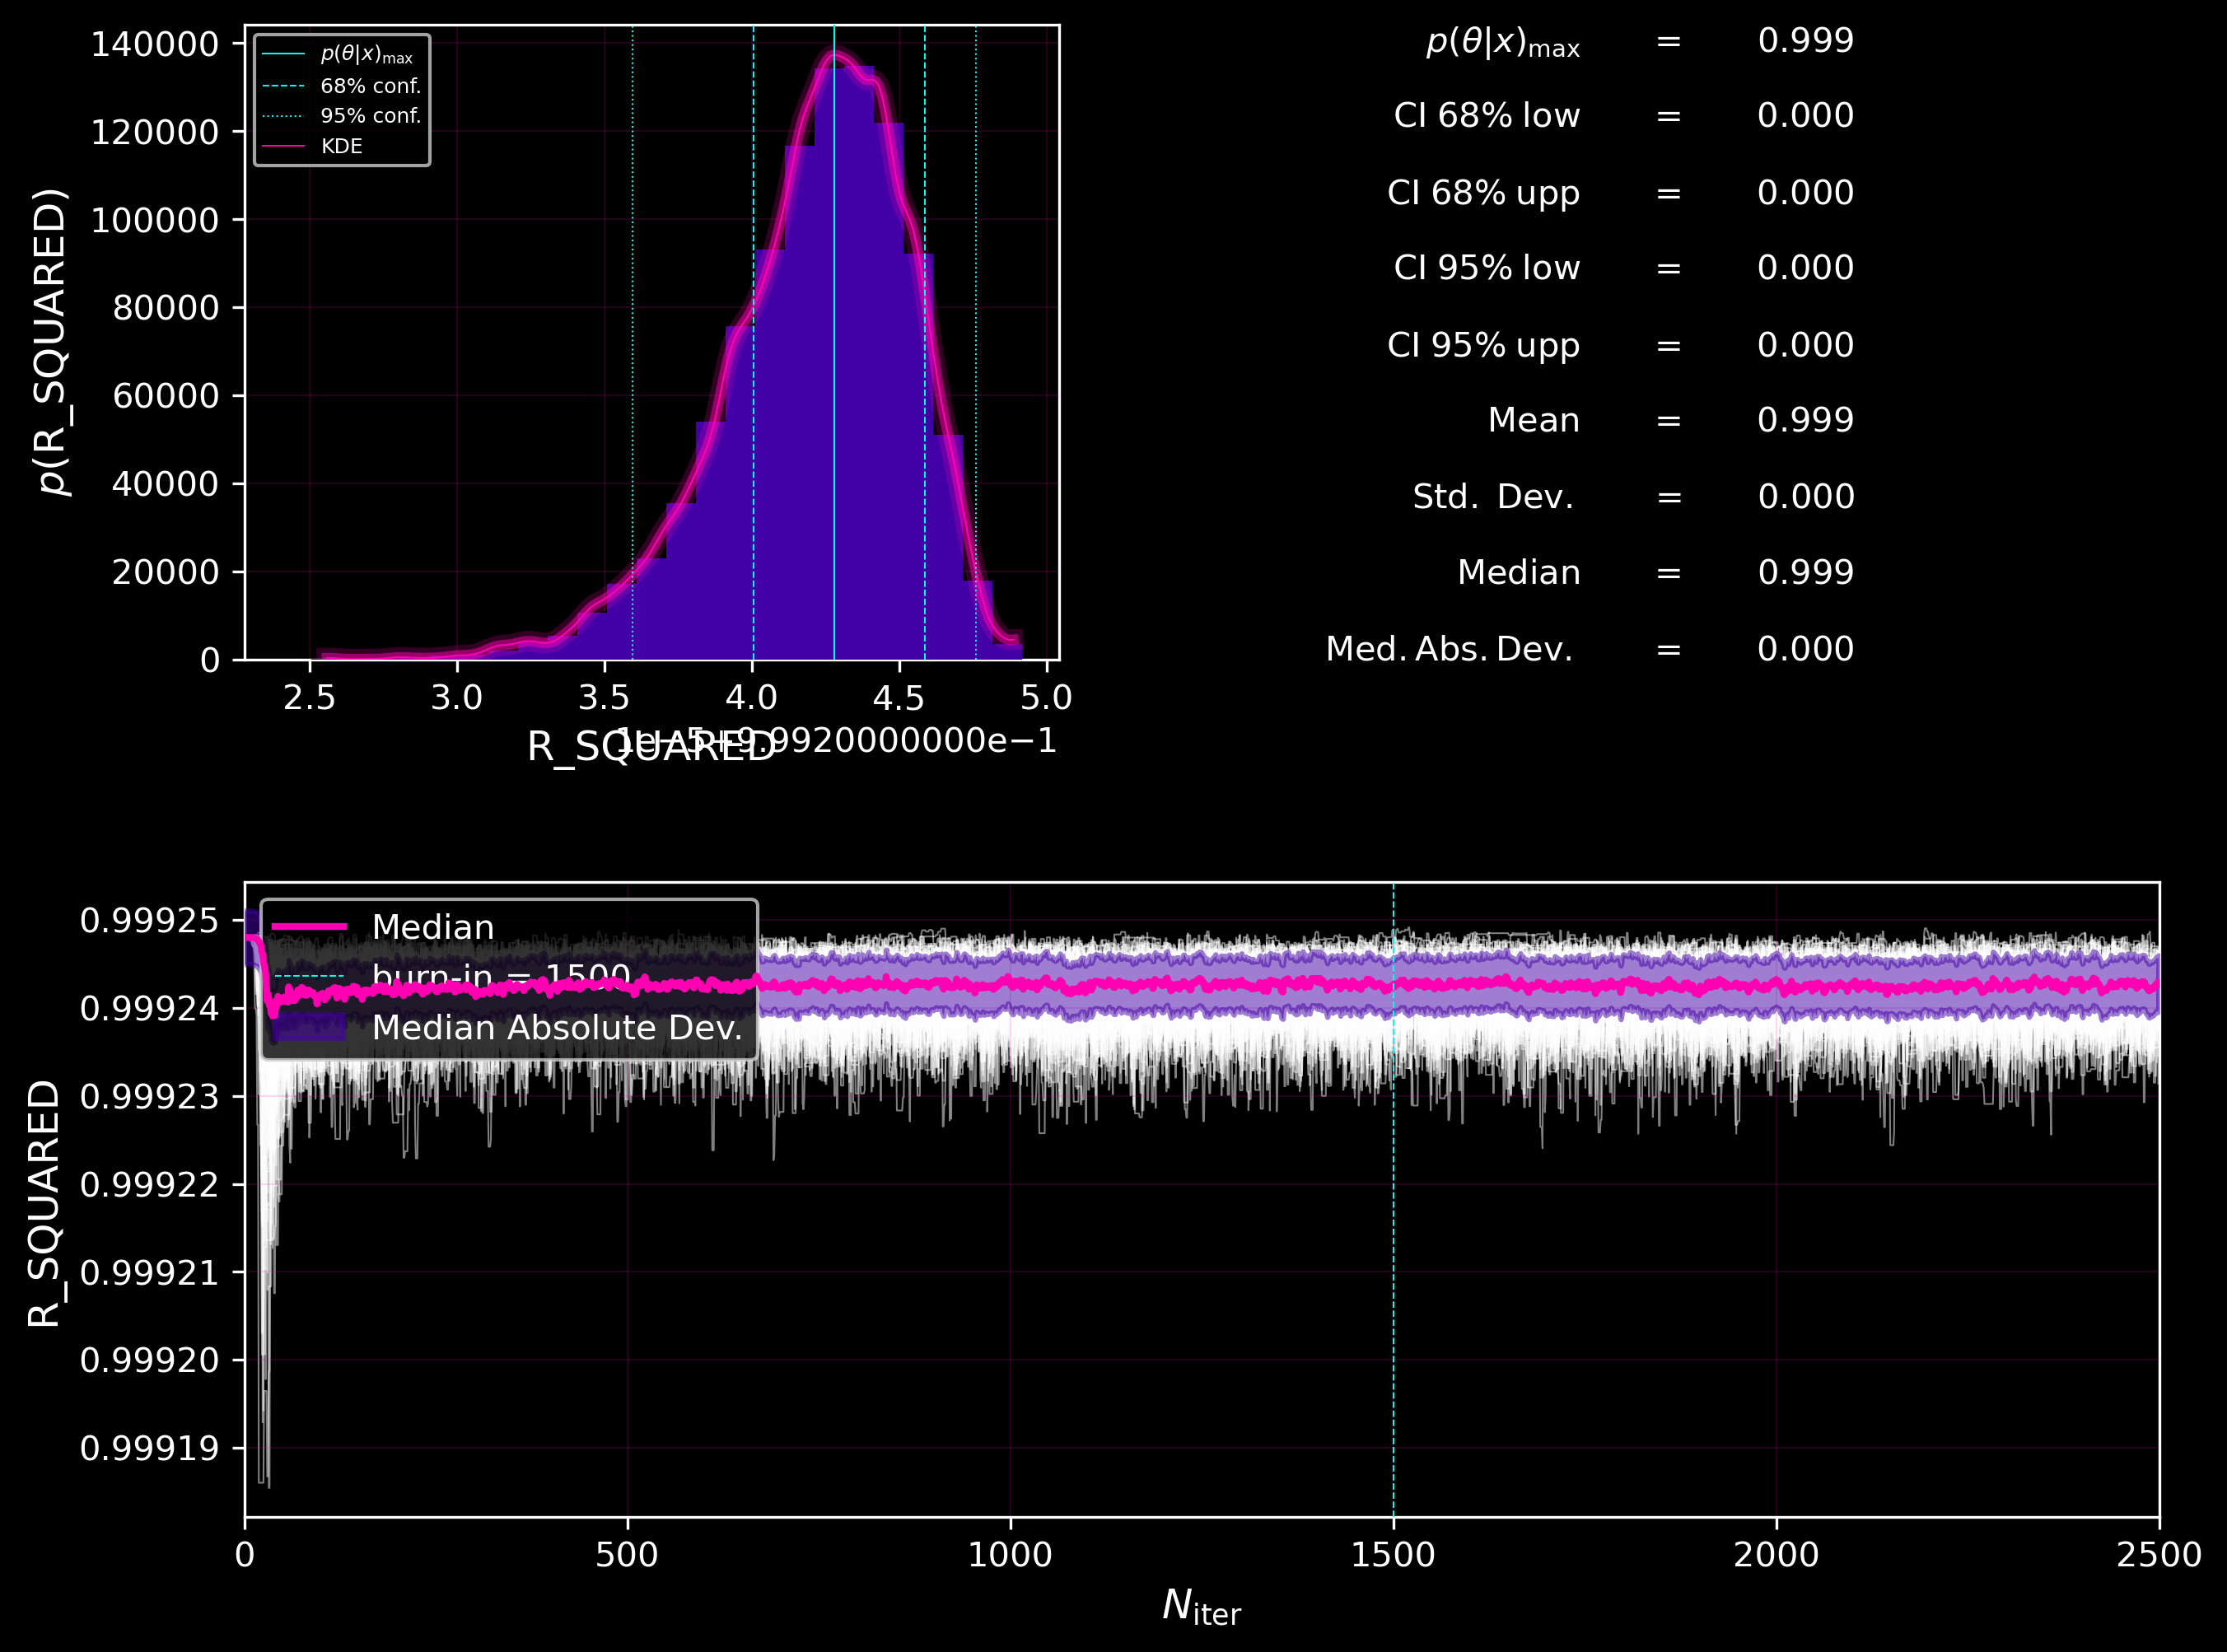 140000
120000
100000
80000
60000
40000
20000
0
p(R_SQUARED)
p(θ|x)max
68% conf.
95% conf.
KDE
2.5 3.0 3.5 4.0 4.5 5.0
1e−5+9.9920000000e−1
R_SQUARED
p(θ|x)max = 0.999
CI 68% low = 0.000
CI 68% upp = 0.000
CI 95% low = 0.000
CI 95% upp = 0.000
Mean = 0.999
Std. Dev. = 0.000
Median = 0.999
Med. Abs. Dev. = 0.000
0.99925
0.99924
0.99923
0.99922
0.99921
0.99920
0.99919
R_SQUARED
Median
burn-in = 1500
Median Absolute Dev.
0 500 1000 1500 2000 2500
Niter